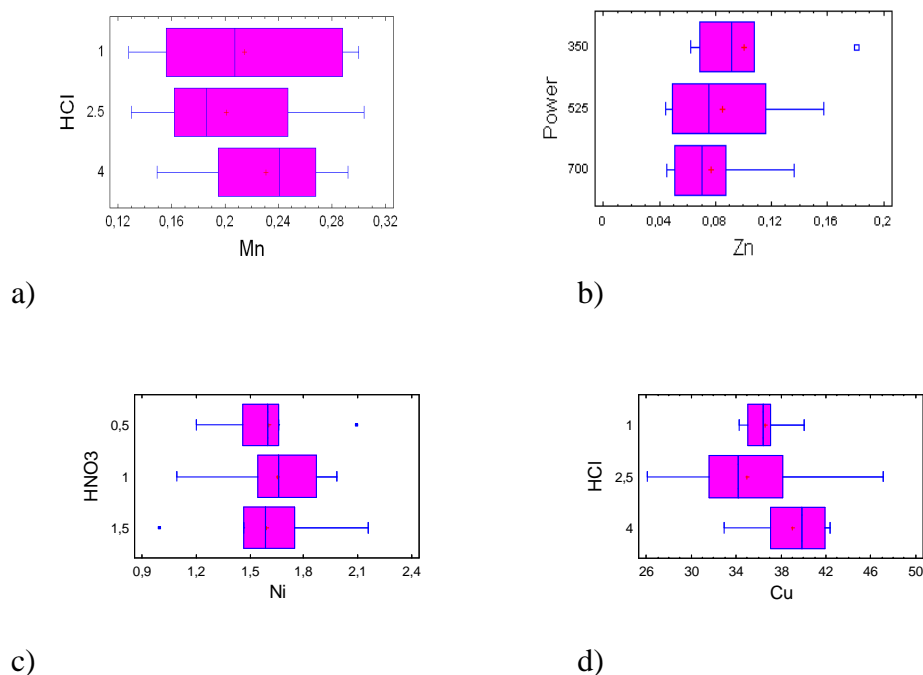 HCl
1
2.5
4
0,12 0,16 0,2 0,24 0,28 0,32
Mn
a)
Power
350
525
700
0 0,04 0,08 0,12 0,16 0,2
Zn
b)
HNO3
0,5
1
1,5
0,9 1,2 1,5 1,8 2,1 2,4
Ni
c)
HCl
1
2,5
4
26 30 34 38 42 46 50
Cu
d)